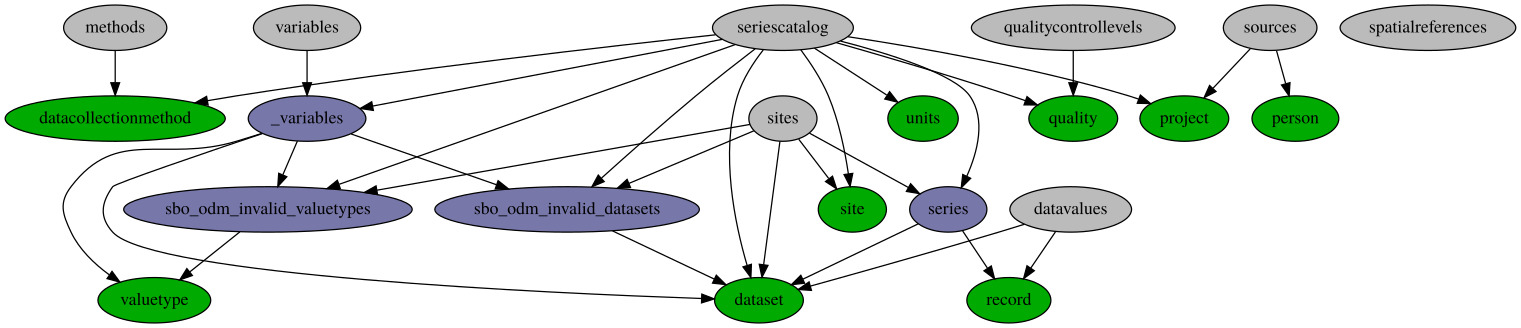 methods
variables
seriescatalog
qualitycontrollevels
sources
spatialreferences
datacollectionmethod
_variables
sites
units
quality
project
person
sbo_odm_invalid_valuetypes
sbo_odm_invalid_datasets
site
series
datavalues
valuetype
dataset
record